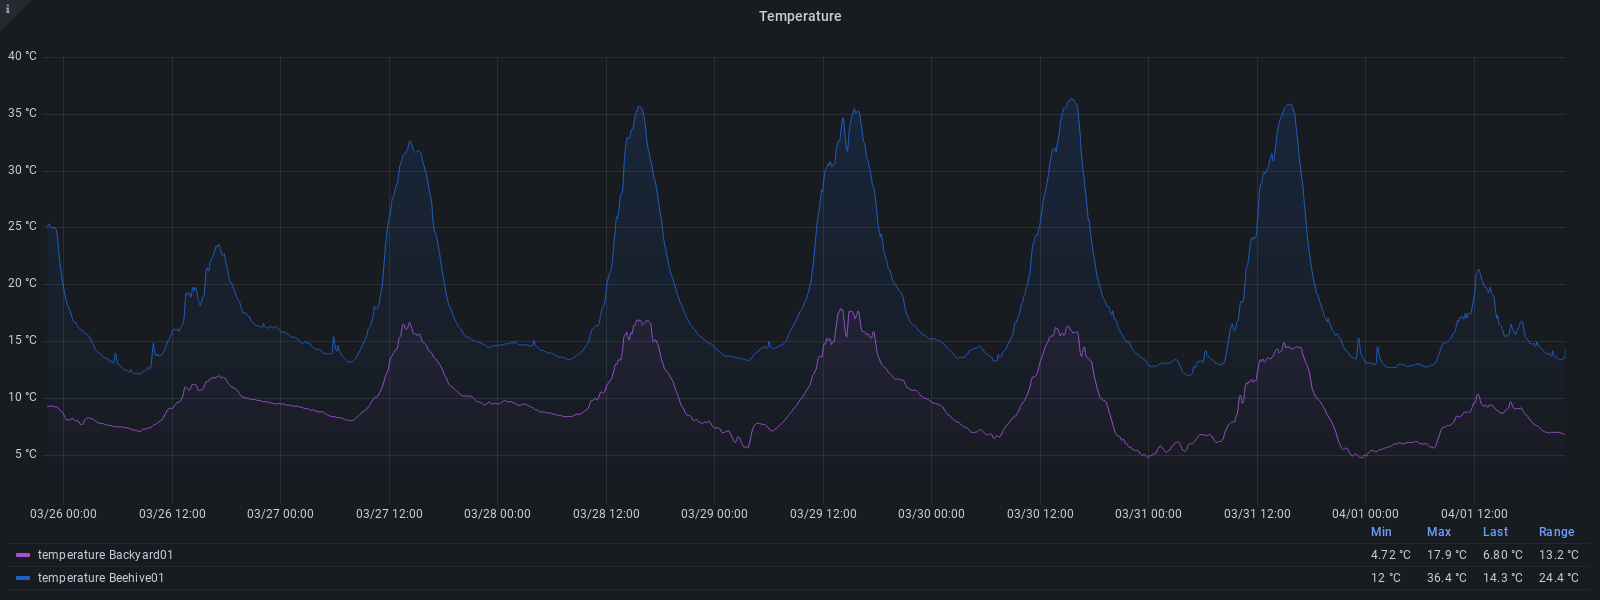 i
Temperature
40 °C
35 °C
30 °C
25 °C
20 °C
15 °C
10 °C
5 °C
03/26 00:00 03/26 12:00 03/27 00:00 03/27 12:00 03/28 00:00 03/28 12:00 03/29 00:00 03/29 12:00 03/30 00:00 03/30 12:00 03/31 00:00 03/31 12:00 04/01 00:00 04/01 12:00
Min Max Last Range
temperature Backyard01 4.72 °C 17.9 °C 6.80 °C 13.2 °C
temperature Beehive01 12 °C 36.4 °C 14.3 °C 24.4 °C